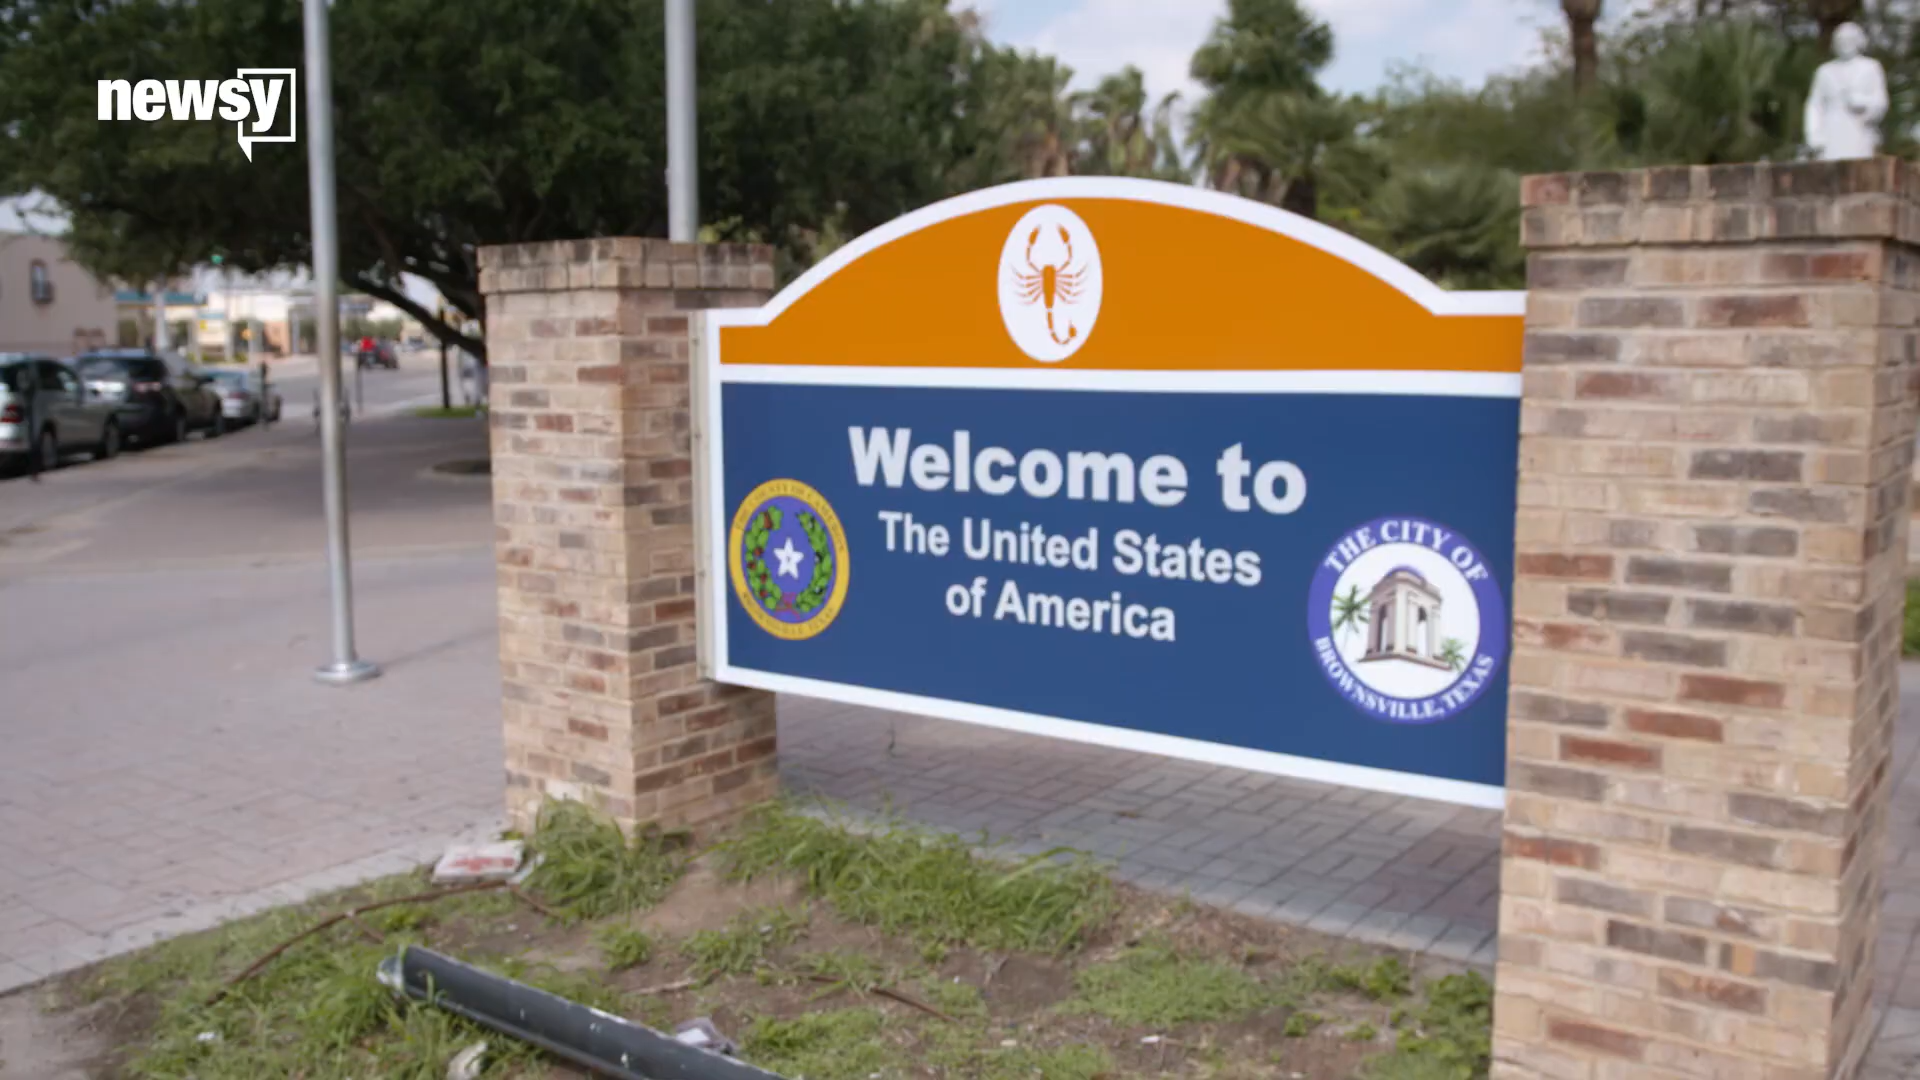 newsy
Welcome to
The United States
of America
THE CITY OF
BROWNSVILLE, TEXAS